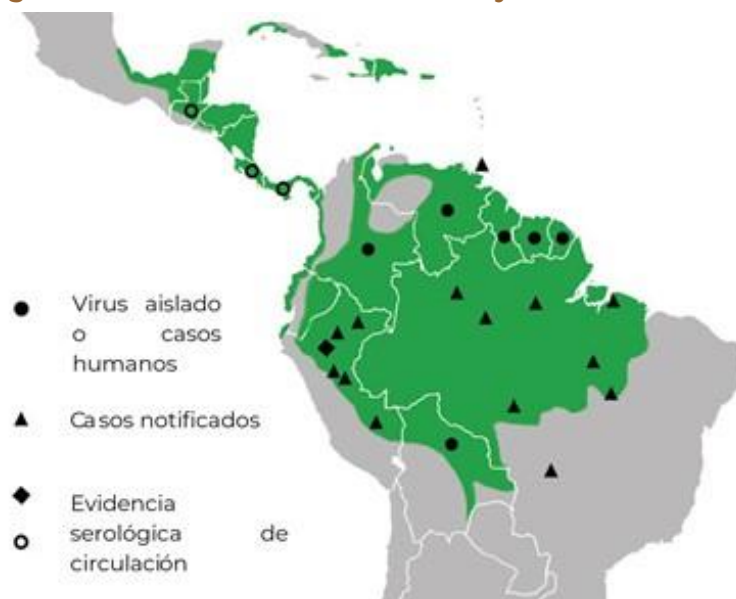 Virus aislado
o casos
humanos
Casos notificados
Evidencia
serológica de
circulación